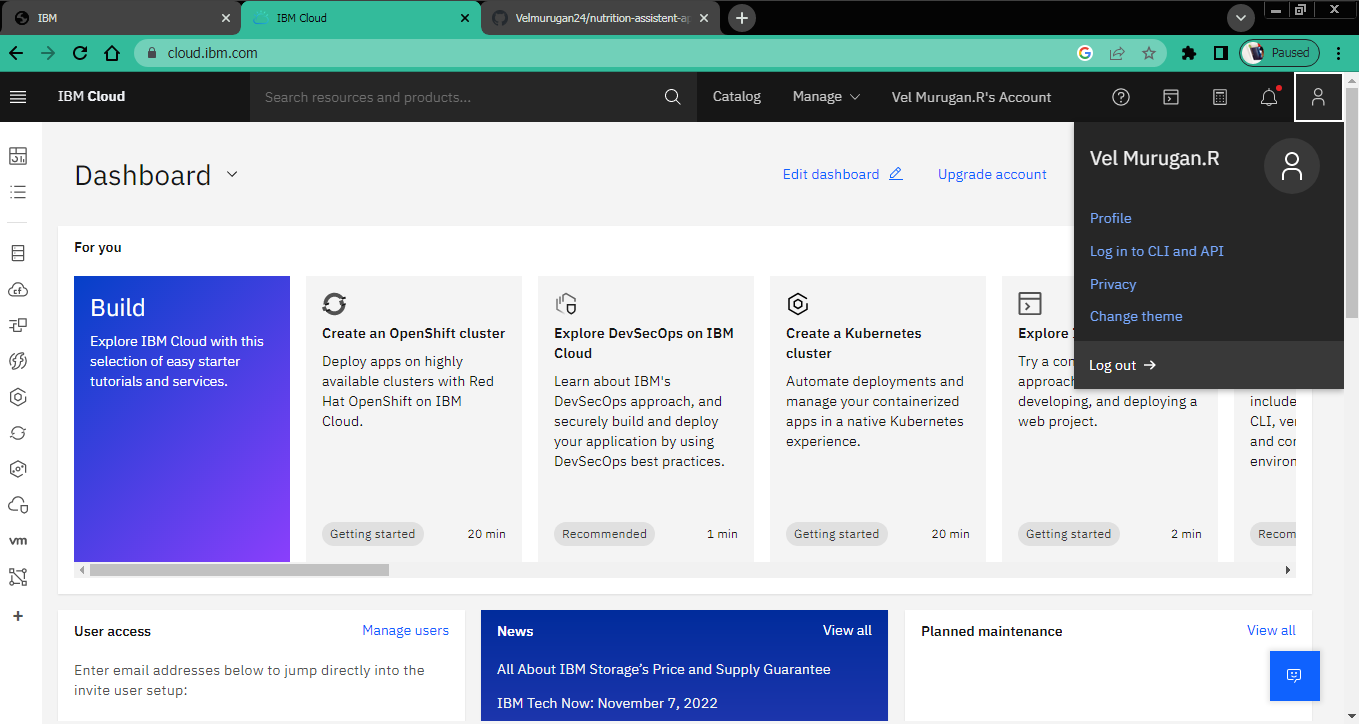 IBM
IBM Cloud
Velmurugan24/nutrition-assistent-ap
cloud.ibm.com
Paused
IBM Cloud
Search resources and products...
Catalog
Manage
Vel Murugan.R's Account
Vel Murugan.R
Profile
Log in to CLI and API
Privacy
Change theme
Log out
Dashboard
Edit dashboard
Upgrade account
For you
Build
Explore IBM Cloud with this
selection of easy starter
tutorials and services.
Create an OpenShift cluster
Deploy apps on highly
available clusters with Red
Hat OpenShift on IBM
Cloud.
Getting started
20 min
Explore DevSecOps on IBM
Cloud
Learn about IBM's
DevSecOps approach, and
securely build and deploy
your application by using
DevSecOps best practices.
Recommended
1 min
Create a Kubernetes
cluster
Automate deployments and
manage your containerized
apps in a native Kubernetes
experience.
Getting started
20 min
Explore
Try a con
approach
developing, and deploying a
web project.
Getting started
2 min
include
CLI, ver
and cor
environ
Recom
vm
User access
Manage users
Enter email addresses below to jump directly into the
invite user setup:
News
View all
All About IBM Storage's Price and Supply Guarantee
IBM Tech Now: November 7, 2022
Planned maintenance
View all